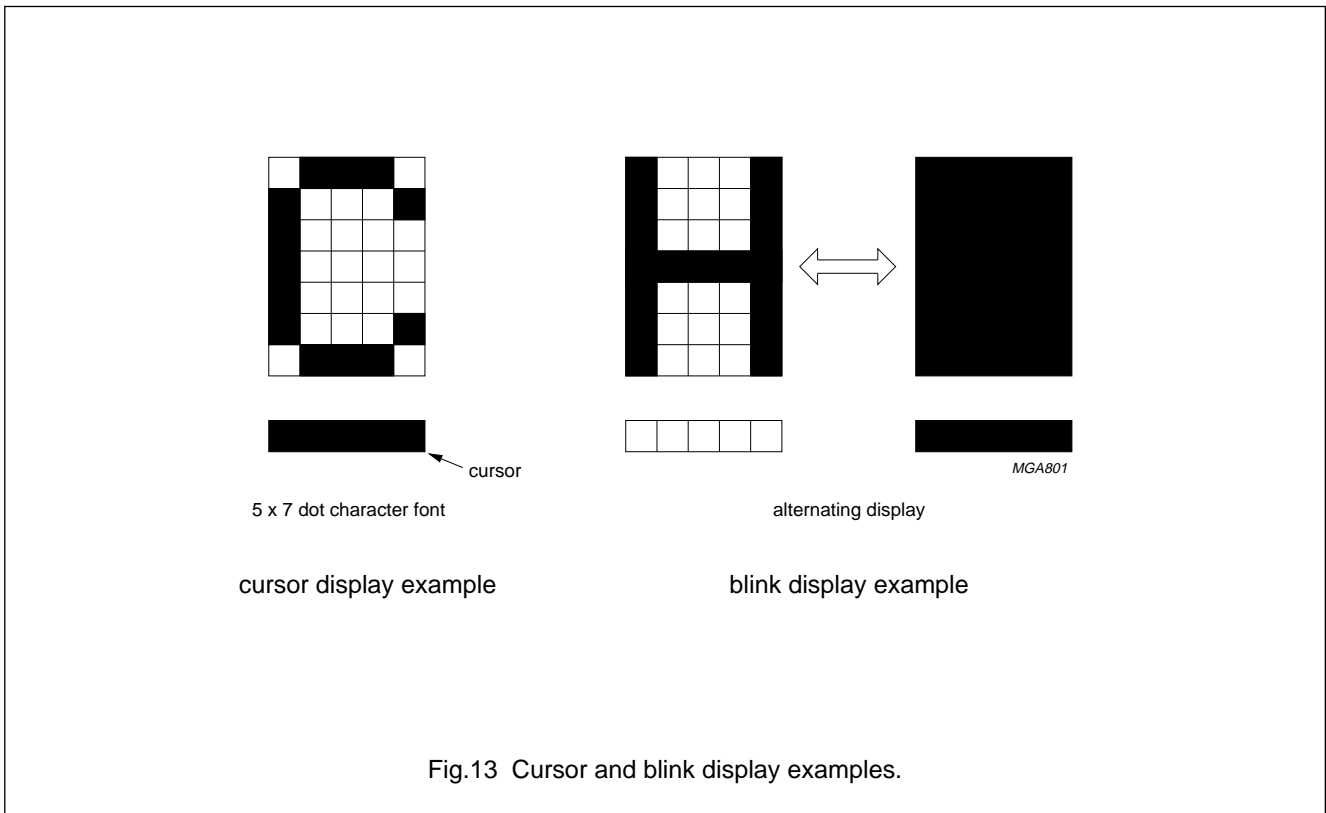 cursor
MGA801
5 x 7 dot character font
alternating display
cursor display example
blink display example
Fig.13 Cursor and blink display examples.